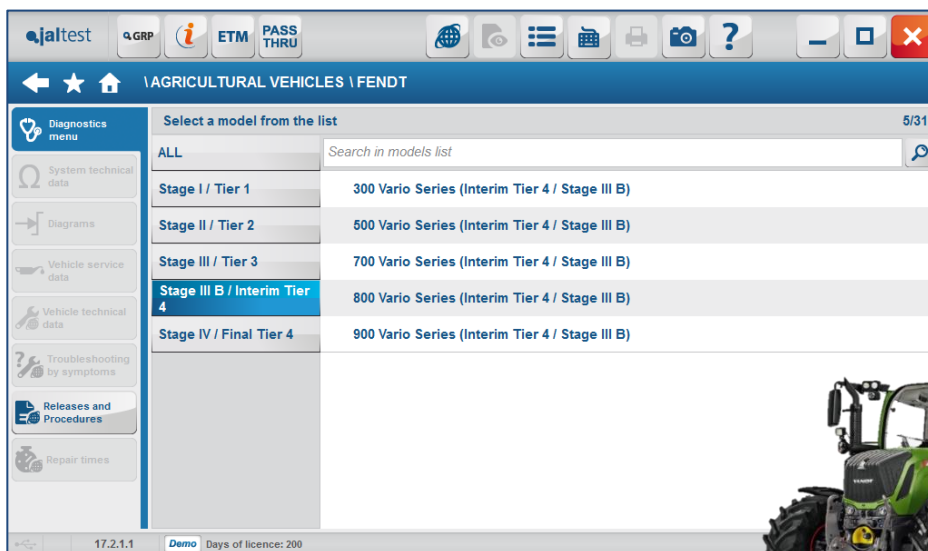 jaltest
GRP
i
ETM
PASS
THRU
?
\ AGRICULTURAL VEHICLES \ FENDT
Diagnostics
menu
System technical
data
Diagrams
Vehicle service
data
Vehicle technical
data
Troubleshooting
by symptoms
Releases and
Procedures
Repair times
Select a model from the list
5/31
ALL
Search in models list
Stage I / Tier 1
300 Vario Series (Interim Tier 4 / Stage III B)
Stage II / Tier 2
500 Vario Series (Interim Tier 4 / Stage III B)
Stage III / Tier 3
700 Vario Series (Interim Tier 4 / Stage III B)
Stage III B / Interim Tier
4
800 Vario Series (Interim Tier 4 / Stage III B)
Stage IV / Final Tier 4
900 Vario Series (Interim Tier 4 / Stage III B)
FENDT
17.2.1.1
Demo
Days of licence: 200